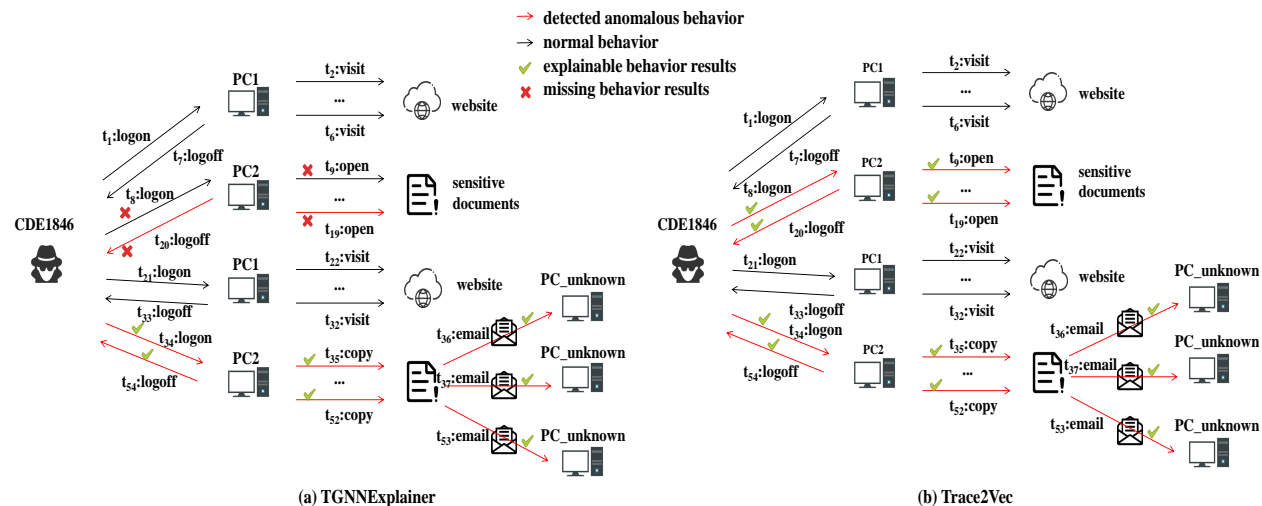 detected anomalous behavior
normal behavior
explainable behavior results
missing behavior results
PC1
t2:visit
...
t6:visit
website
t1:logon
t7:logoff
PC2
t8:logon
t9:open
...
t19:open
sensitive
documents
CDE1846
t20:logoff
t21:logon
PC1
t22:visit
...
t32:visit
website
t33:logoff
t34:logon
PC2
t54:logoff
t35:copy
...
t52:copy
t36:email
t37:email
t53:email
PC_unknown
PC_unknown
PC_unknown
(a) TGNNExplainer
PC1
t2:visit
...
t6:visit
website
t1:logon
t7:logoff
PC2
t8:logon
t9:open
...
t19:open
sensitive
documents
CDE1846
t20:logoff
t21:logon
PC1
t22:visit
...
t32:visit
website
t33:logoff
t34:logon
PC2
t54:logoff
t35:copy
...
t52:copy
t36:email
t37:email
t53:email
PC_unknown
PC_unknown
PC_unknown
(b) Trace2Vec